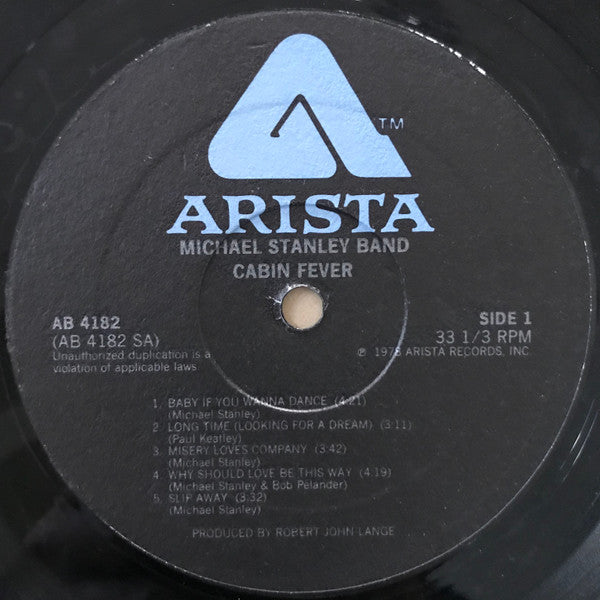 TM
ARISTA
MICHAEL STANLEY BAND
CABIN FEVER
AB 4182
(AB 4182 SA)
Unauthorized duplication is a
violation of applicable laws
SIDE 1
33 1/3 RPM
℗ 1978 ARISTA RECORDS, INC.
1. BABY IF YOU WANNA DANCE (4:21)
(Michael Stanley)
2. LONG TIME (LOOKING FOR A DREAM) (3:11)
(Paul Keatley)
3. MISERY LOVES COMPANY (3:42)
(Michael Stanley)
4. WHY SHOULD LOVE BE THIS WAY (4:19)
(Michael Stanley & Bob Pelander)
5. SLIP AWAY (3:32)
(Michael Stanley)
PRODUCED BY ROBERT JOHN LANGE